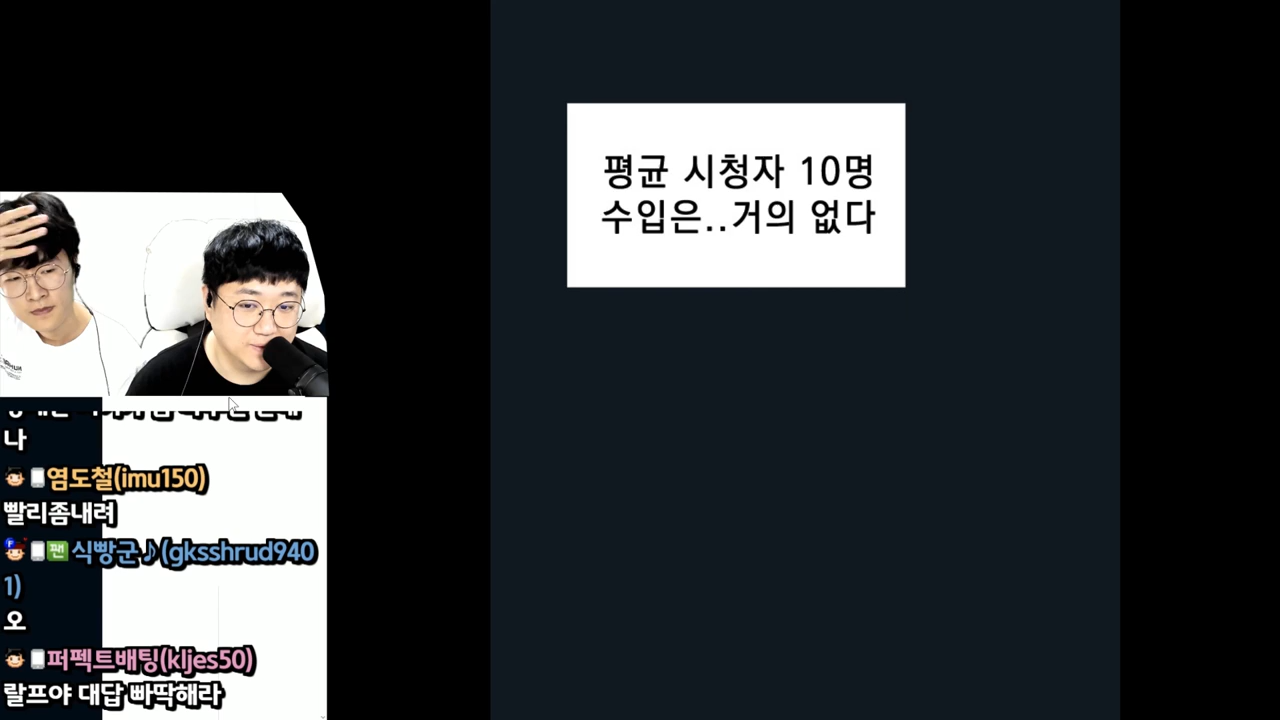 평균 시청자 10명
수입은..거의 없다
나
염도철(imu150)
빨리좀내려
F 팬 식빵군♪(gksshrud940
1)
오
퍼펙트배팅(kljes50)
랄프야 대답 빠딱해라